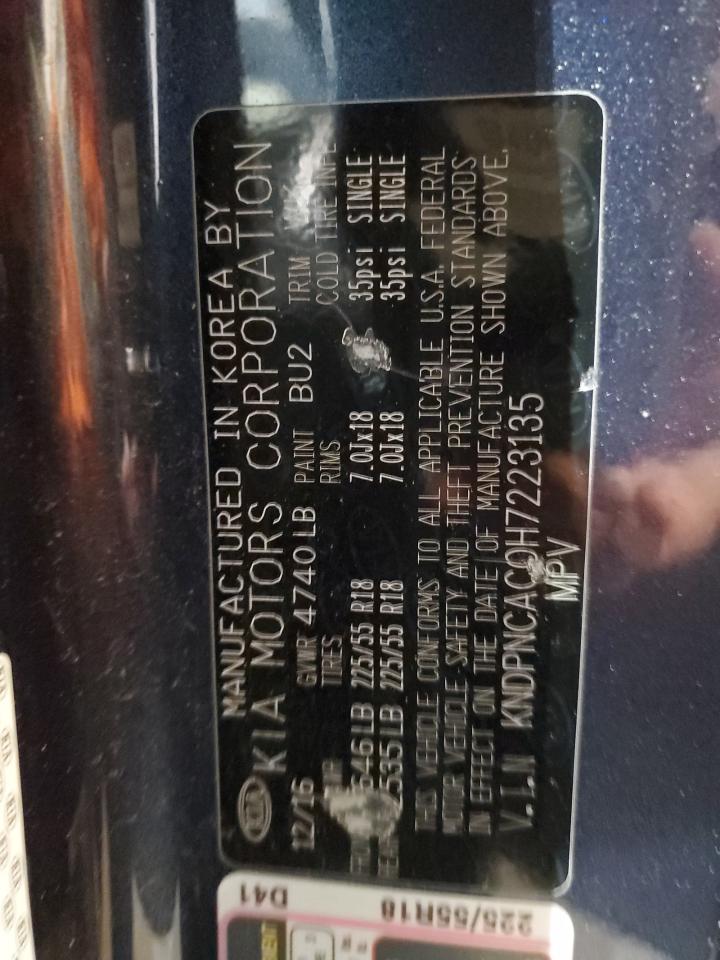 KIA
MANUFACTURED IN KOREA BY
KIA MOTORS CORPORATION
12/16 GVWR 4740LB PAINT BU2 TRIM
TIRES RIMS COLD TIRE INFL
646LB 225/55 R18 7.0Jx18 35psi SINGLE
2535LB 225/55 R18 7.0Jx18 35psi SINGLE
THIS VEHICLE CONFORMS TO ALL APPLICABLE U.S.A. FEDERAL
MOTOR VEHICLE SAFETY AND THEFT PREVENTION STANDARDS
IN EFFECT ON THE DATE OF MANUFACTURE SHOWN ABOVE.
V.I.N KNDPNCAC0H7223135
MPV
D41
225/55R18